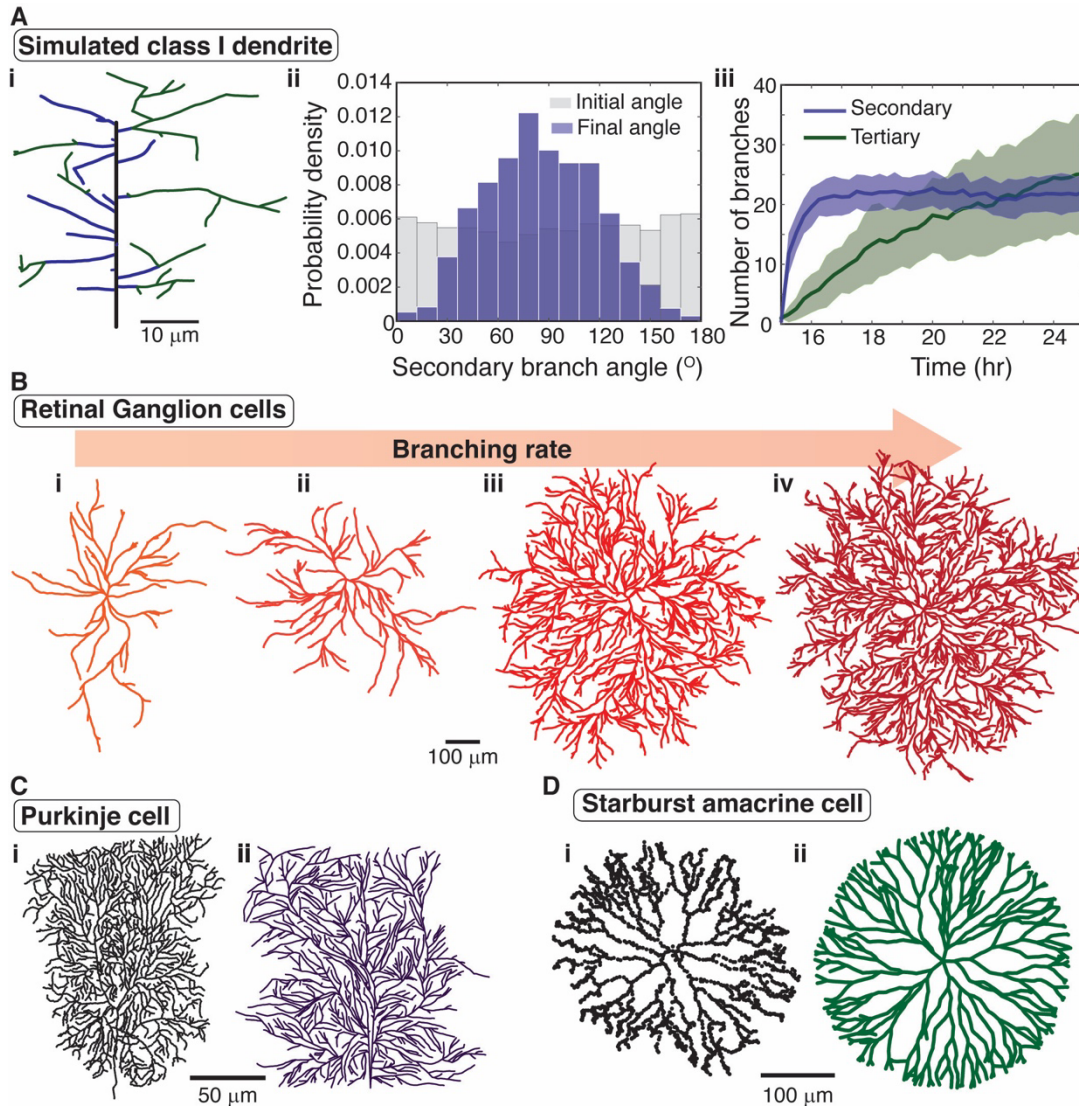 A
Simulated class I dendrite
i
10 μm
ii
Probability density
0.014
0.012
0.010
0.008
0.006
0.004
0.002
0
Initial angle
Final angle
0 30 60 90 120 150 180
Secondary branch angle (O)
iii
Number of branches
40
30
20
10
0
Secondary
Tertiary
16 18 20 22 24
Time (hr)
B
Retinal Ganglion cells
Branching rate
i
ii
iii
iv
100 μm
C
Purkinje cell
i
ii
50 μm
D
Starburst amacrine cell
i
ii
100 μm